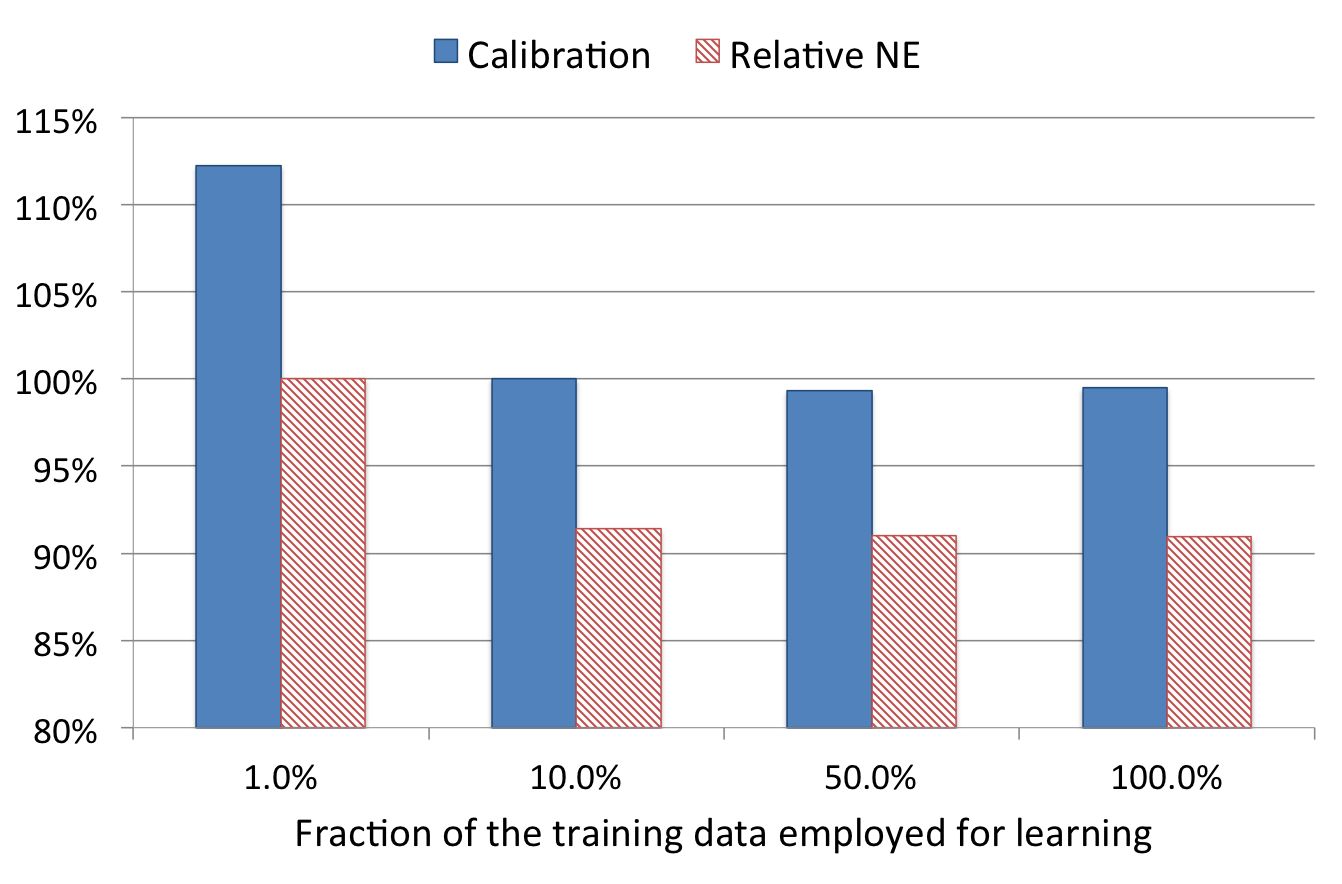 Calibration Relative NE
115%
110%
105%
100%
95%
90%
85%
80%
1.0% 10.0% 50.0% 100.0%
Fraction of the training data employed for learning